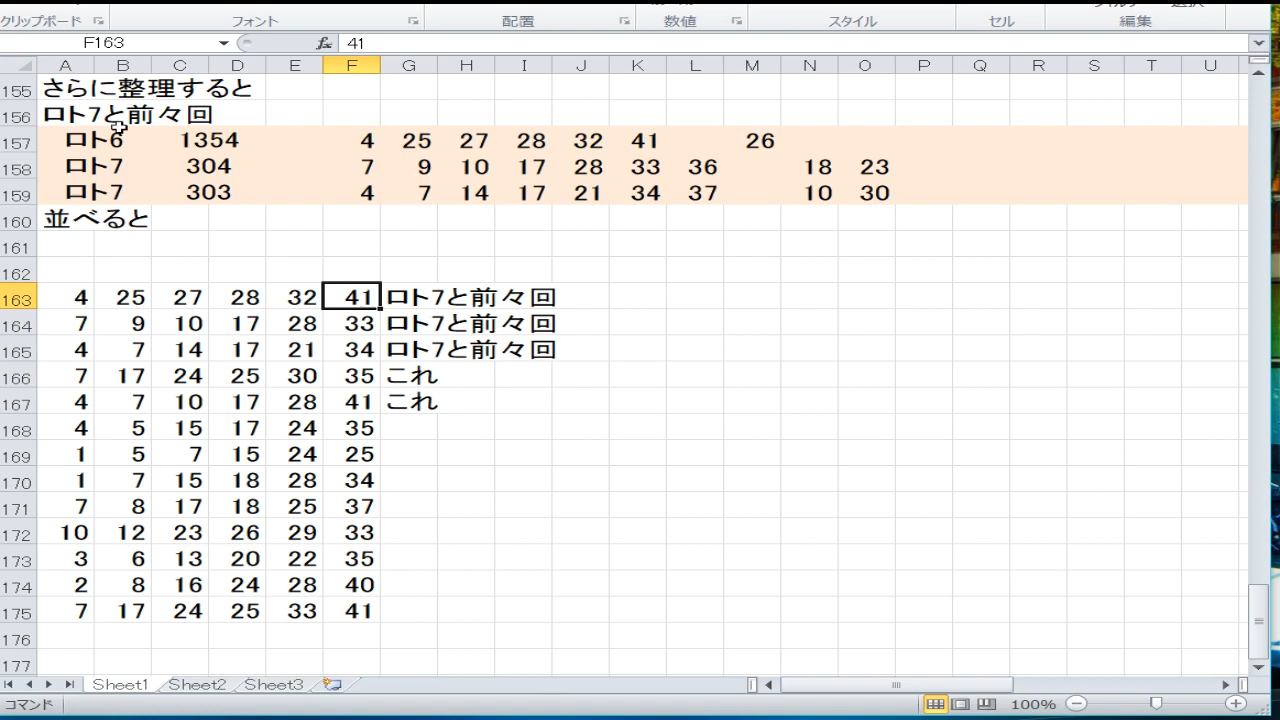 クリップボード フォント 配置 数値 スタイル セル 編集
F163 fx 41
A B C D E F G H I J K L M N O P Q R S T U
155 さらに整理すると
156 ロト7と前々回
157 ロト6 1354 4 25 27 28 32 41 26
158 ロト7 304 7 9 10 17 28 33 36 18 23
159 ロト7 303 4 7 14 17 21 34 37 10 30
160 並べると
161
162
163 4 25 27 28 32 41 ロト7と前々回
164 7 9 10 17 28 33 ロト7と前々回
165 4 7 14 17 21 34 ロト7と前々回
166 7 17 24 25 30 35 これ
167 4 7 10 17 28 41 これ
168 4 5 15 17 24 35
169 1 5 7 15 24 25
170 1 7 15 18 28 34
171 7 8 17 18 25 37
172 10 12 23 26 29 33
173 3 6 13 20 22 35
174 2 8 16 24 28 40
175 7 17 24 25 33 41
176
177
Sheet1 Sheet2 Sheet3
コマンド 100%